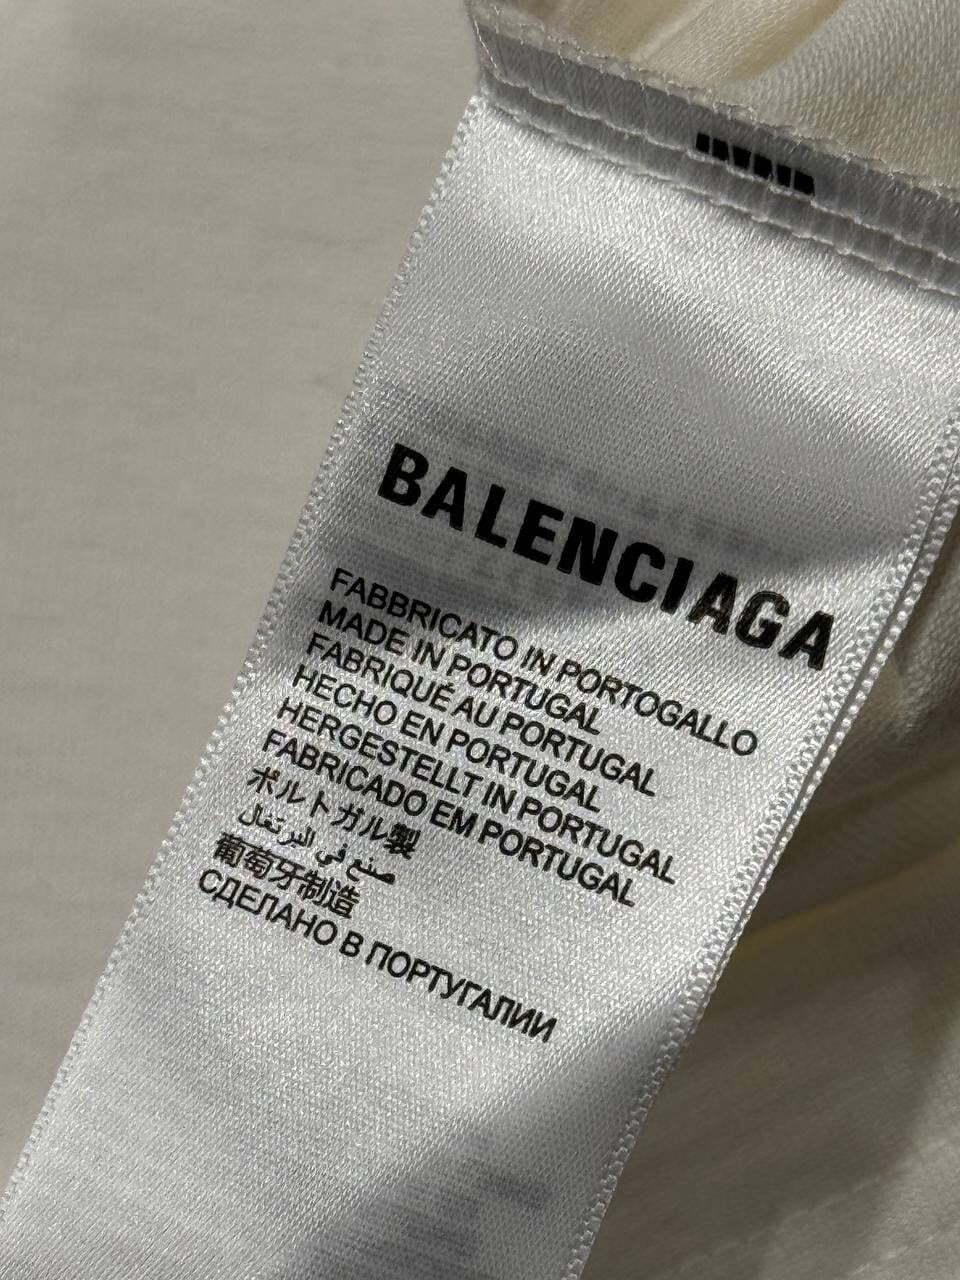 BALENCIAGA
FABBRICATO IN PORTOGALLO
MADE IN PORTUGAL
FABRIQUÉ AU PORTUGAL
HECHO EN PORTUGAL
HERGESTELLT IN PORTUGAL
FABRICADO EM PORTUGAL
ポルトガル製
صنع في البرتغال
葡萄牙制造
СДЕЛАНО В ПОРТУГАЛИИ